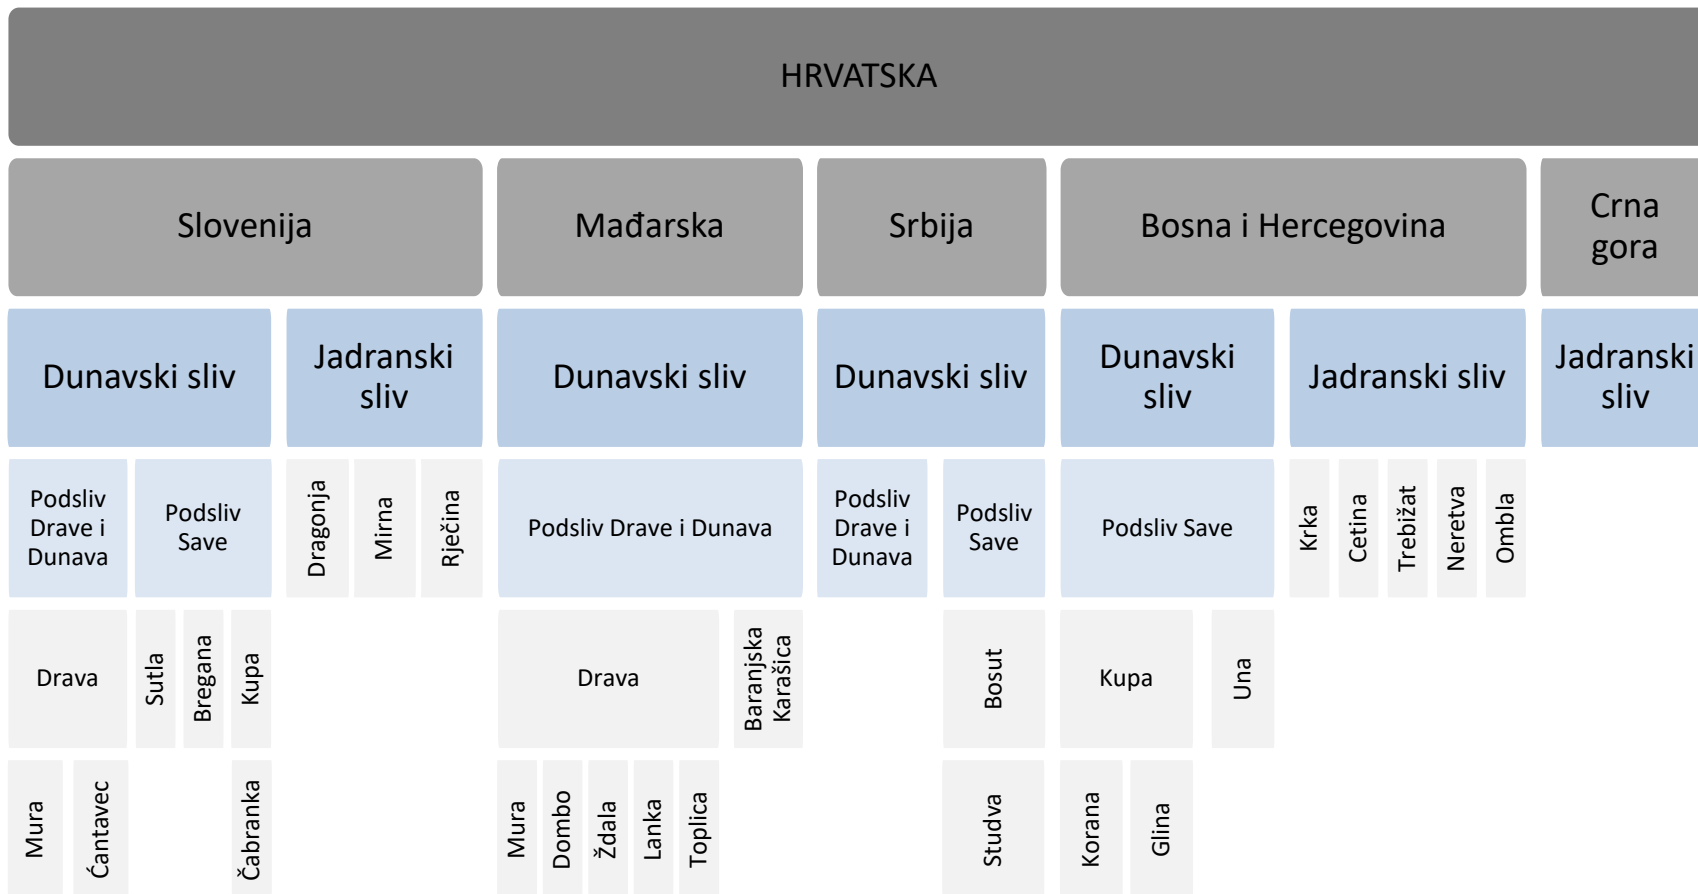 HRVATSKA
Slovenija
Mađarska
Srbija
Bosna i Hercegovina
Crna
gora
Dunavski sliv
Jadranski
sliv
Dunavski sliv
Dunavski sliv
Dunavski
sliv
Jadranski sliv
Jadranski
sliv
Podsliv
Drave i
Dunava
Podsliv
Save
Dragonja
Mirna
Rječina
Podsliv Drave i Dunava
Podsliv
Drave i
Dunava
Podsliv
Save
Podsliv Save
Krka
Cetina
Trebižat
Neretva
Ombla
Drava
Sutla
Bregana
Kupa
Drava
Baranjska
Karašica
Bosut
Kupa
Una
Mura
Ćantavec
Čabranka
Mura
Dombo
Ždala
Lanka
Toplica
Studva
Korana
Glina